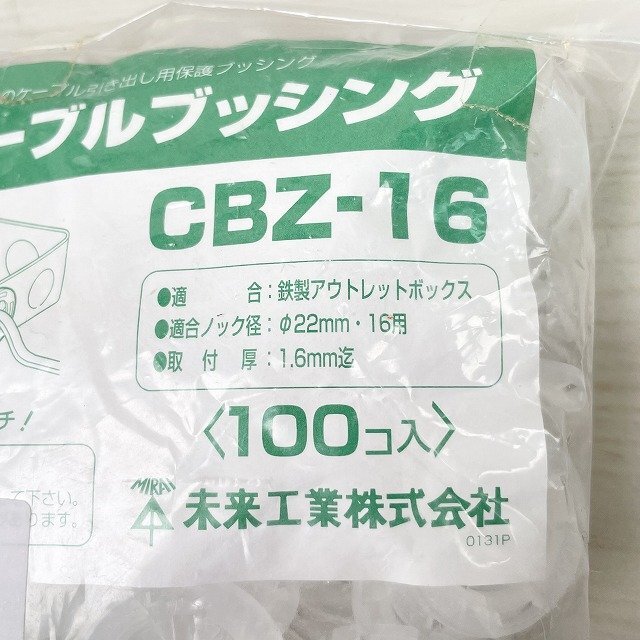 のケーブル引き出し用保護ブッシング
ーブルブッシング
CBZ-16
●適 合：鉄製アウトレットボックス
●適合ノック径：φ22mm・16用
●取付厚：1.6mm迄
チ!
〈100コ入〉
て下さい。
ります。
MIRAI
未来工業株式会社
0131P